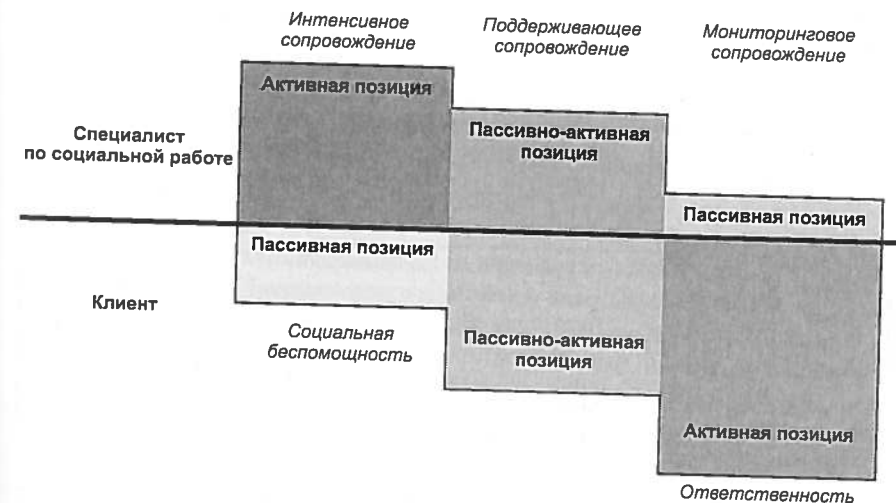 Интенсивное
сопровождение
Поддерживающее
сопровождение
Мониторинговое
сопровождение
Активная позиция
Пассивно-активная
позиция
Специалист
по социальной работе
Пассивная позиция
Пассивная позиция
Клиент
Социальная
беспомощность
Пассивно-активная
позиция
Активная позиция
Ответственность